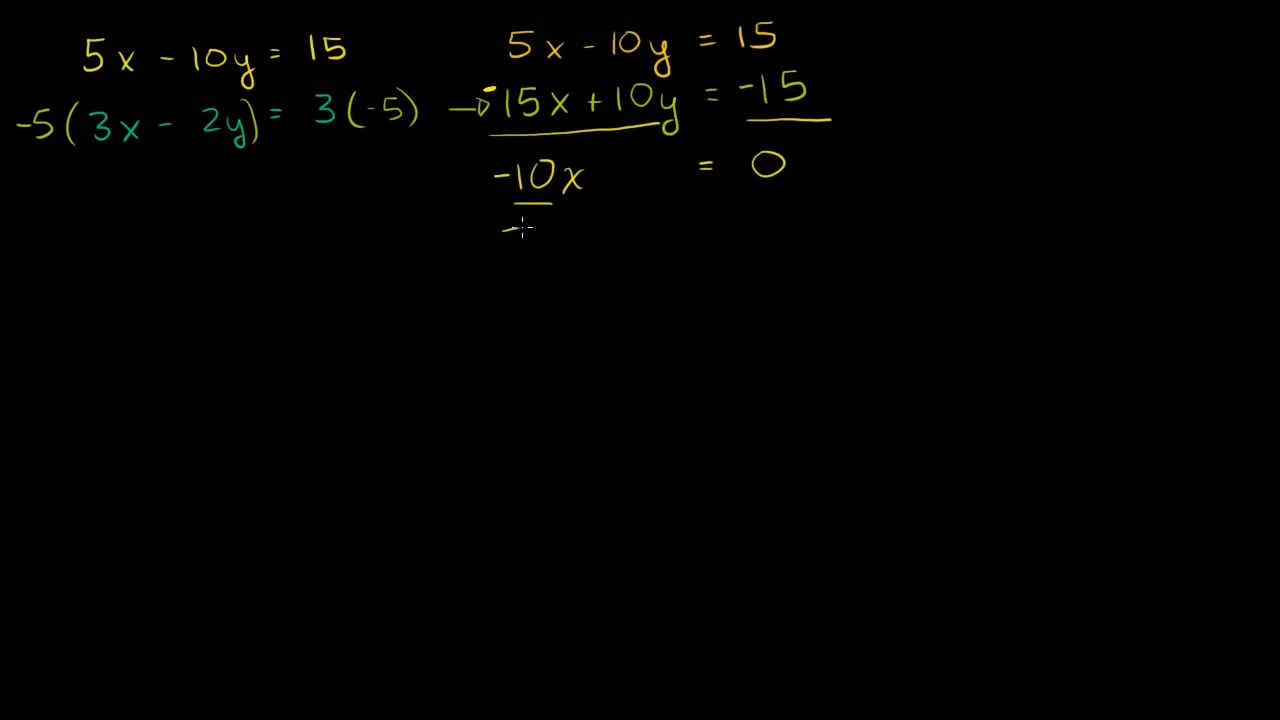 5x - 10y = 15
-5(3x - 2y) = 3(-5)
5x - 10y = 15
-15x + 10y = -15
-10x = 0